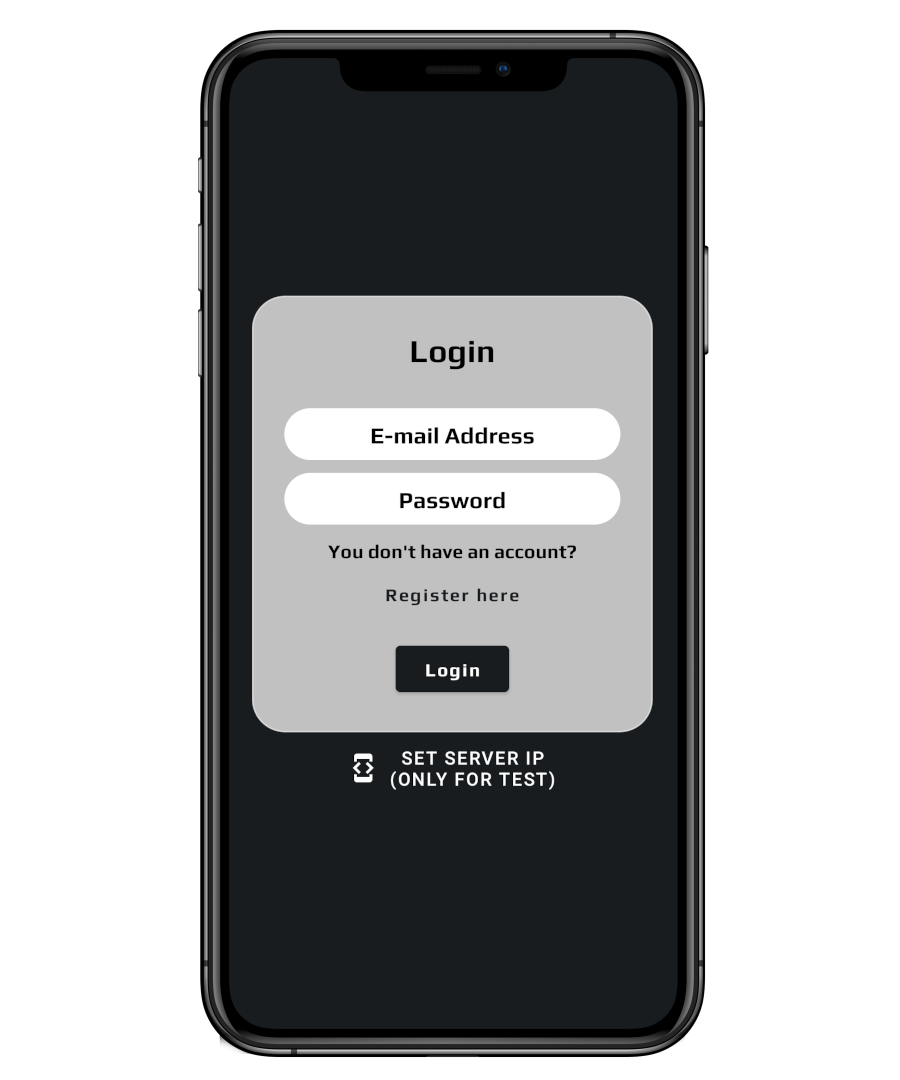 Login
E-mail Address
Password
You don't have an account?
Register here
Login
SET SERVER IP
(ONLY FOR TEST)